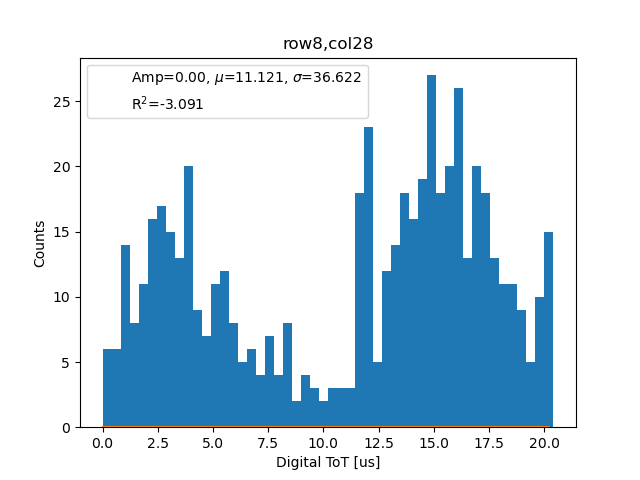 row8,col28
Amp=0.00, μ=11.121, σ=36.622
R²=-3.091
Counts
25
20
15
10
5
0
0.0 2.5 5.0 7.5 10.0 12.5 15.0 17.5 20.0
Digital ToT [us]